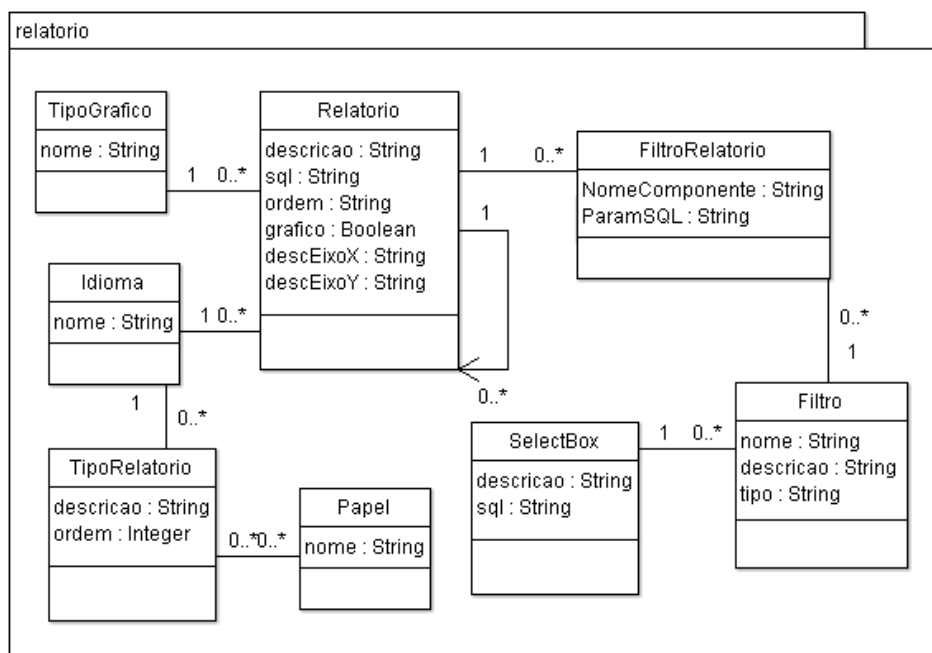 relatorio
TipoGrafico
nome : String
1 0..*
Relatorio
descricao : String
sql : String
ordem : String
grafico : Boolean
descEixoX : String
descEixoY : String
1 0..*
1
0..*
FiltroRelatorio
NomeComponente : String
ParamSQL : String
Idioma
nome : String
1 0..*
1
0..*
0..*
1
TipoRelatorio
descricao : String
ordem : Integer
0..*0..*
Papel
nome : String
SelectBox
descricao : String
sql : String
1 0..*
Filtro
nome : String
descricao : String
tipo : String